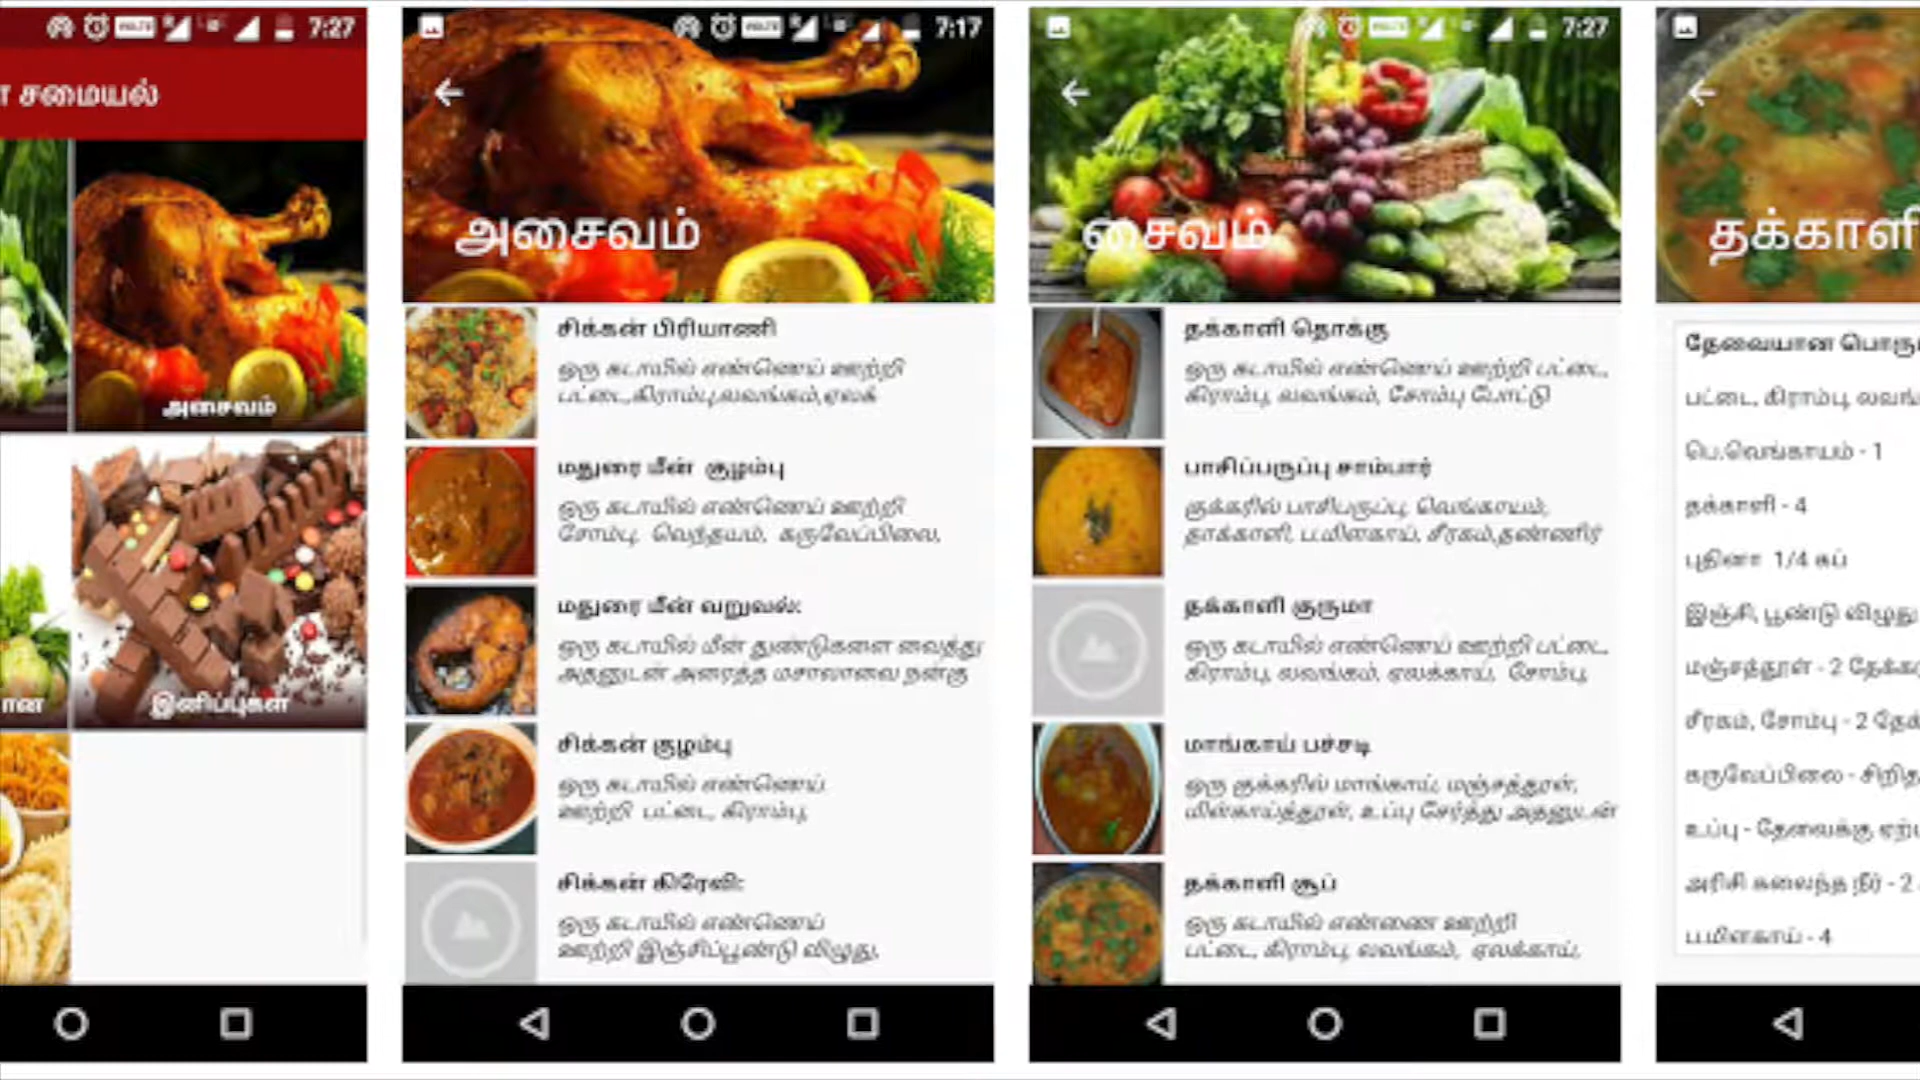 7:27
சமையல்
அசைவம்
ான
இனிப்புகள்
7:17
அசைவம்
சிக்கன் பிரியாணி
ஒரு கடாயில் எண்ணெய் ஊற்றி
பட்டை,கிராம்பு,லவங்கம்,ஏலக்
மதுரை மீன் குழம்பு
ஒரு கடாயில் எண்ணெய் ஊற்றி
சோம்பு, வெந்தயம், கருவேப்பிலை,
மதுரை மீன் வறுவல்:
ஒரு கடாயில் மீன் துண்டுகளை வைத்து
அதனுடன் அரைத்த மசாலாவை நன்கு
சிக்கன் குழம்பு
ஒரு கடாயில் எண்ணெய்
ஊற்றி பட்டை, கிராம்பு,
சிக்கன் கிரேவி:
ஒரு கடாயில் எண்ணெய்
ஊற்றி இஞ்சிப்பூண்டு விழுது,
7:27
சைவம்
தக்காளி தொக்கு
ஒரு கடாயில் எண்ணெய் ஊற்றி பட்டை,
கிராம்பு, லவங்கம், சோம்பு போட்டு
பாசிப்பருப்பு சாம்பார்
குக்கரில் பாசிபருப்பு, வெங்காயம்,
தாக்காளி, ப.மிளகாய், சீரகம்,தண்ணிர்
தக்காளி குருமா
ஒரு கடாயில் எண்ணெய் ஊற்றி பட்டை,
கிராம்பு, லவங்கம், ஏலக்காய், சோம்பு,
மாங்காய் பச்சடி
ஒரு குக்கரில் மாங்காய், மஞ்சத்தூள்,
மிள்காய்த்தூள், உப்பு சேர்த்து அதனுடன்
தக்காளி சூப்
ஒரு கடாயில் எண்ணை ஊற்றி
பட்டை, கிராம்பு, லவங்கம், ஏலக்காய்,
தக்காளி
தேவையான பொரு
பட்டை, கிராம்பு, லவங்
பெ.வெங்காயம் - 1
தக்காளி - 4
புதினா 1/4 கப்
இஞ்சி, பூண்டு விழுது
மஞ்சத்தூள் - 2 தேக்க
சீரகம், சோம்பு - 2 தேக்
கருவேப்பிலை - சிறித
உப்பு - தேவைக்கு ஏற்ப
அரிசி களைந்த நீர் - 2
ப.மிளகாய் - 4